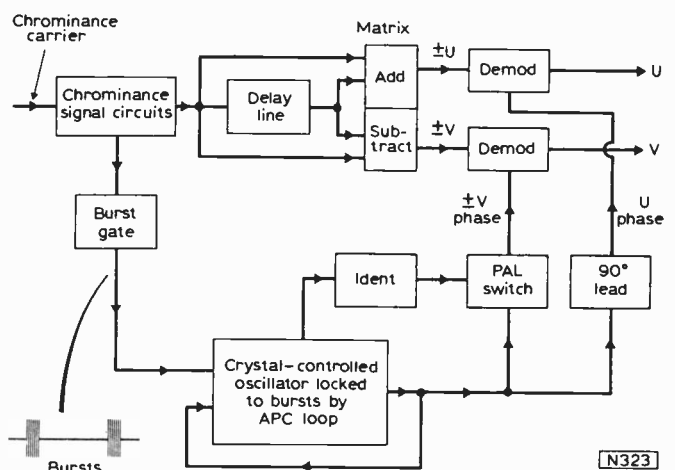 Chrominance
carrier
Matrix
Chrominance
signal circuits
Delay
line
Add
Sub-
tract
±U
Demod
U
±V
Demod
V
Burst
gate
±V
phase
U
phase
Ident
PAL
switch
90°
lead
Crystal-controlled
oscillator locked
to bursts by
APC loop
Bursts
N323